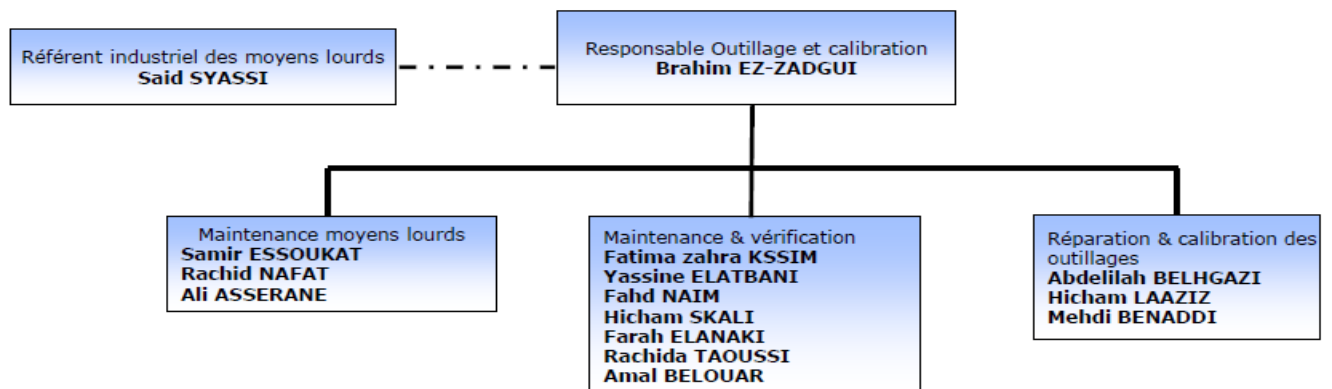 Référent industriel des moyens lourds
Said SYASSI
Responsable Outillage et calibration
Brahim EZ-ZADGUI
Maintenance moyens lourds
Samir ESSOUKAT
Rachid NAFAT
Ali ASSERANE
Maintenance & vérification
Fatima zahra KSSIM
Yassine ELATBANI
Fahd NAIM
Hicham SKALI
Farah ELANAKI
Rachida TAOUSSI
Amal BELOUAR
Réparation & calibration des
outillages
Abdelilah BELHGAZI
Hicham LAAZIZ
Mehdi BENADDI